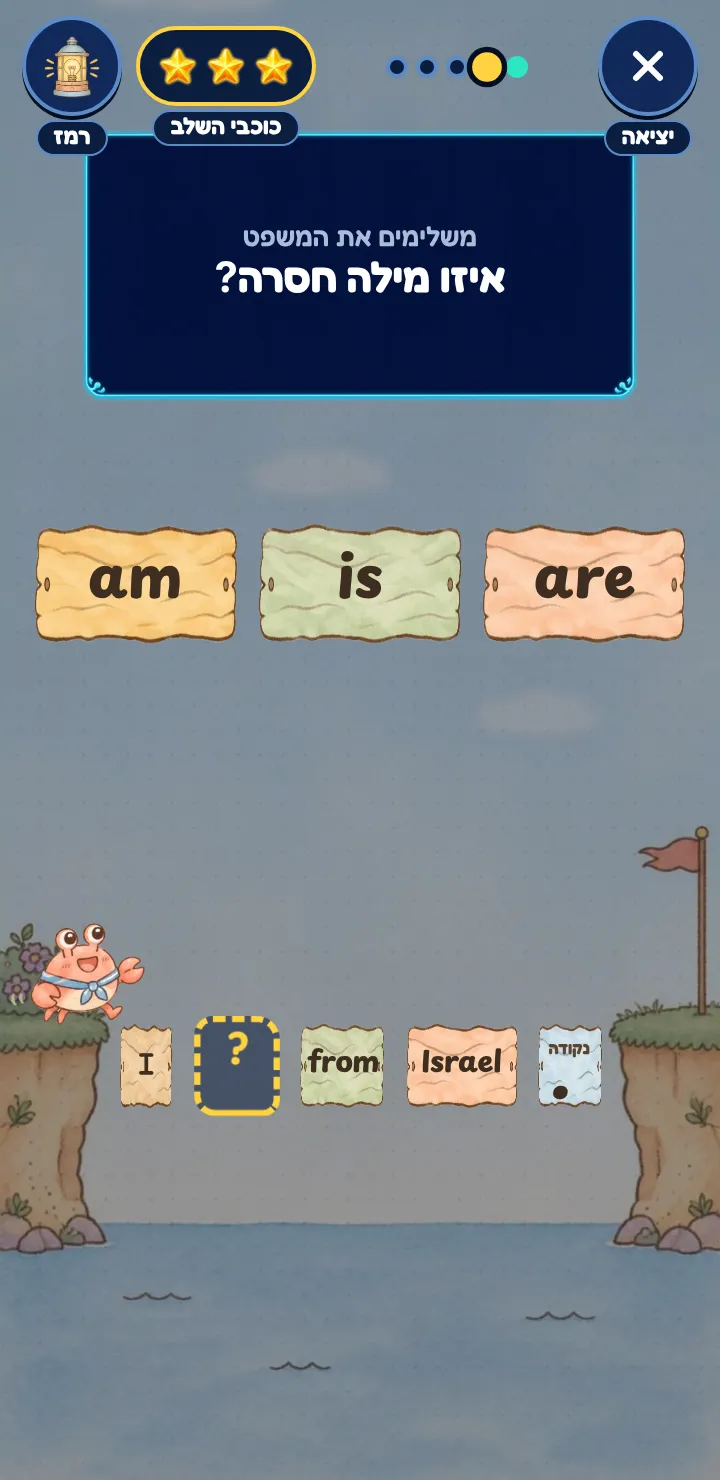 רמז
כוכבי השלב
יציאה
משלימים את המשפט
איזו מילה חסרה?
am is are
I ? from Israel נקודה .